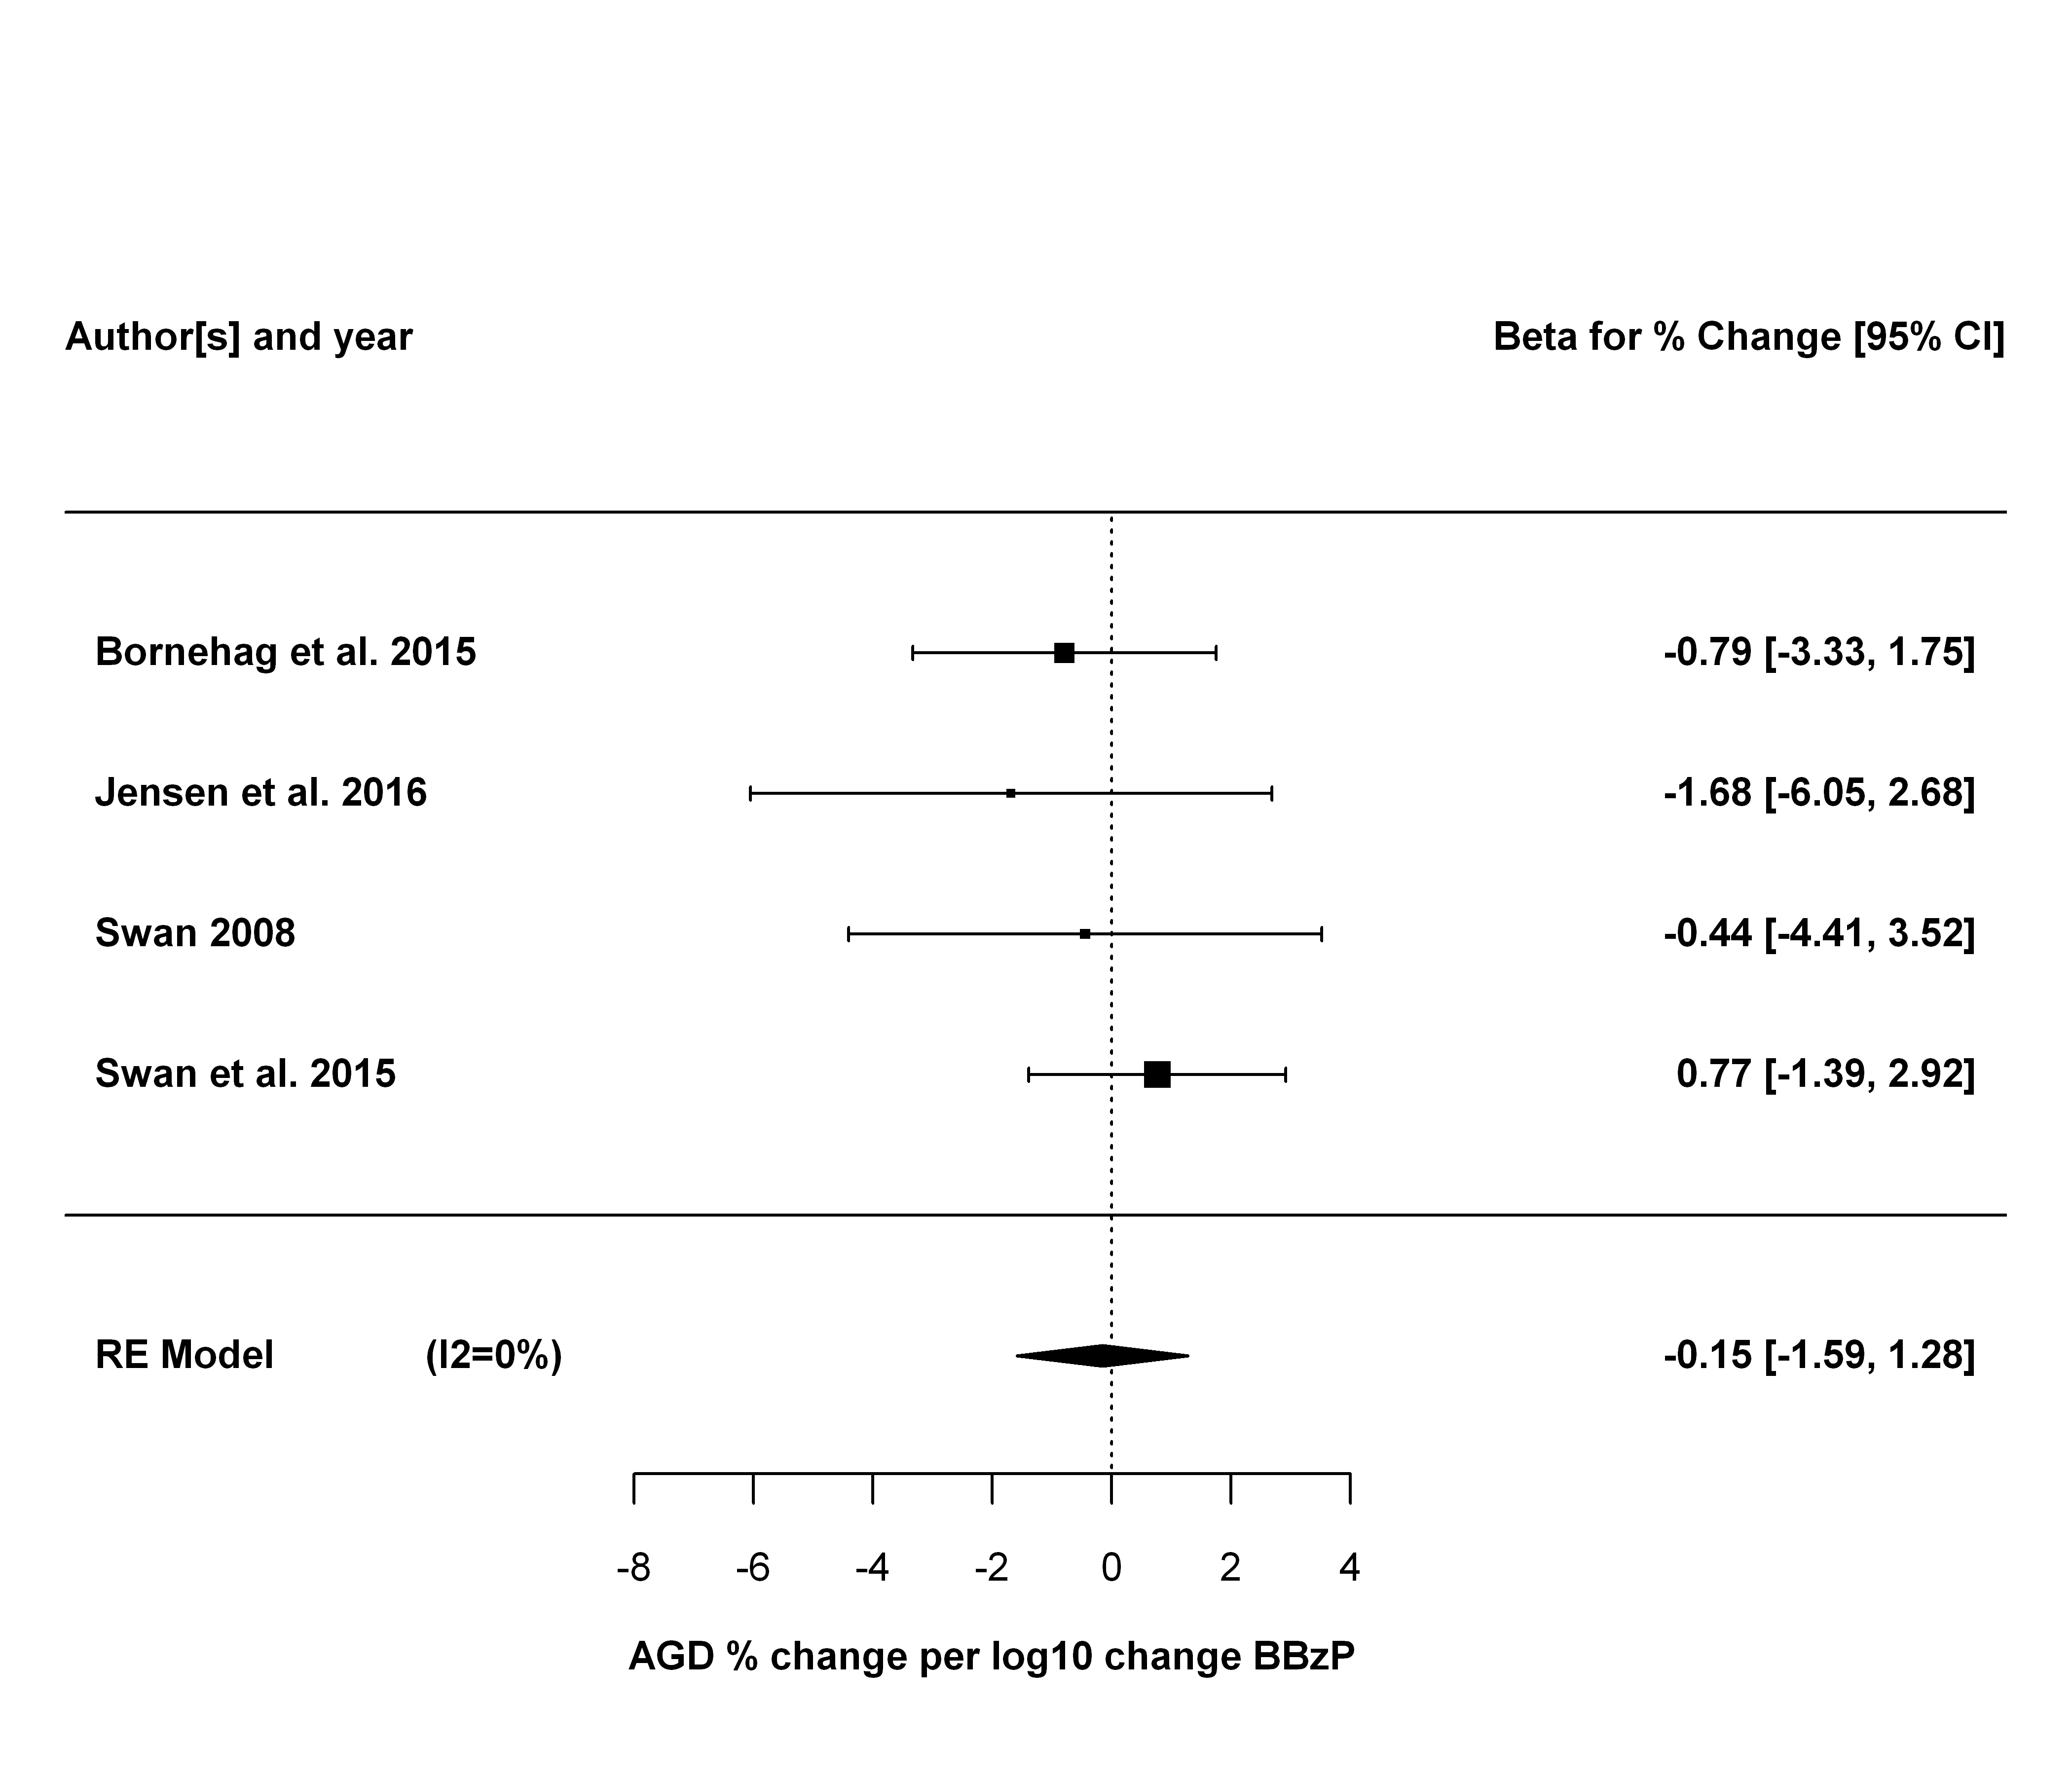 Author[s] and year Beta for % Change [95% CI]
Bornehag et al. 2015 -0.79 [-3.33, 1.75]
Jensen et al. 2016 -1.68 [-6.05, 2.68]
Swan 2008 -0.44 [-4.41, 3.52]
Swan et al. 2015 0.77 [-1.39, 2.92]
RE Model (I2=0%) -0.15 [-1.59, 1.28]
-8 -6 -4 -2 0 2 4
AGD % change per log10 change BBzP